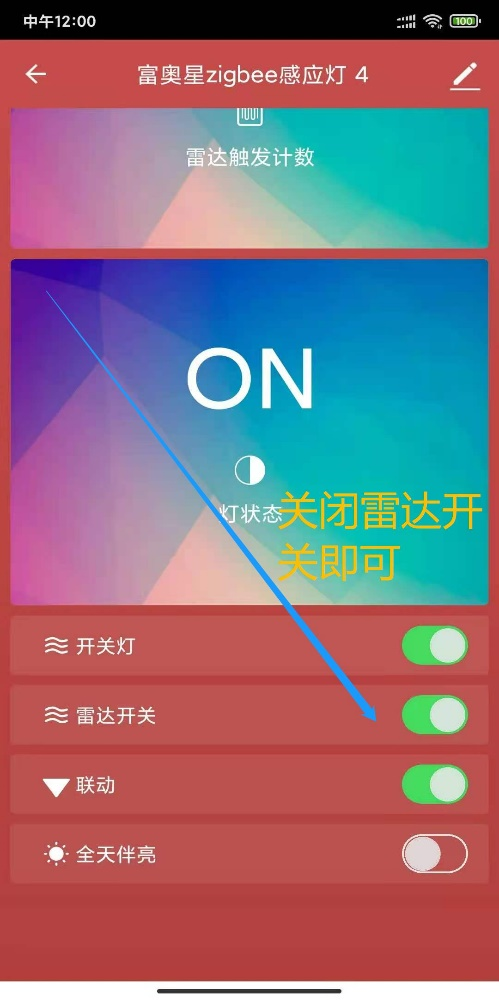 中午12:00
100
富奥星zigbee感应灯 4
雷达触发计数
ON
灯状态
关闭雷达开
关即可
开关灯
雷达开关
联动
全天伴亮